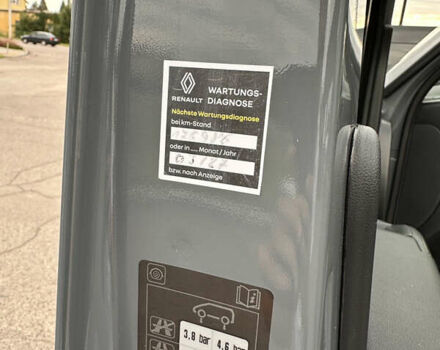 RENAULT
WARTUNGS-
DIAGNOSE
Nächste Wartungsdiagnose
bei km-Stand
oder in .... Monat / Jahr
bzw. nach Anzeige
3.8 bar 4.6 bar